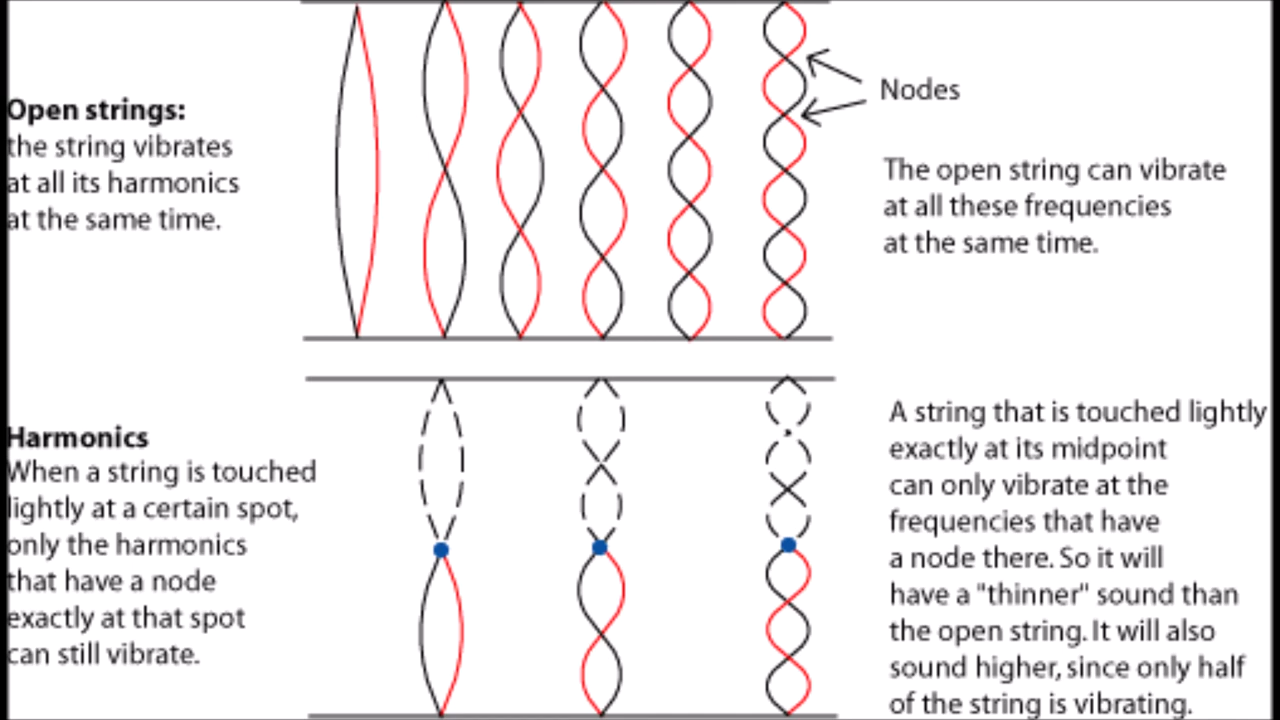 Open strings:
the string vibrates
at all its harmonics
at the same time.
Nodes
The open string can vibrate
at all these frequencies
at the same time.
Harmonics
When a string is touched
lightly at a certain spot,
only the harmonics
that have a node
exactly at that spot
can still vibrate.
A string that is touched lightly
exactly at its midpoint
can only vibrate at the
frequencies that have
a node there. So it will
have a "thinner" sound than
the open string. It will also
sound higher, since only half
of the string is vibrating.